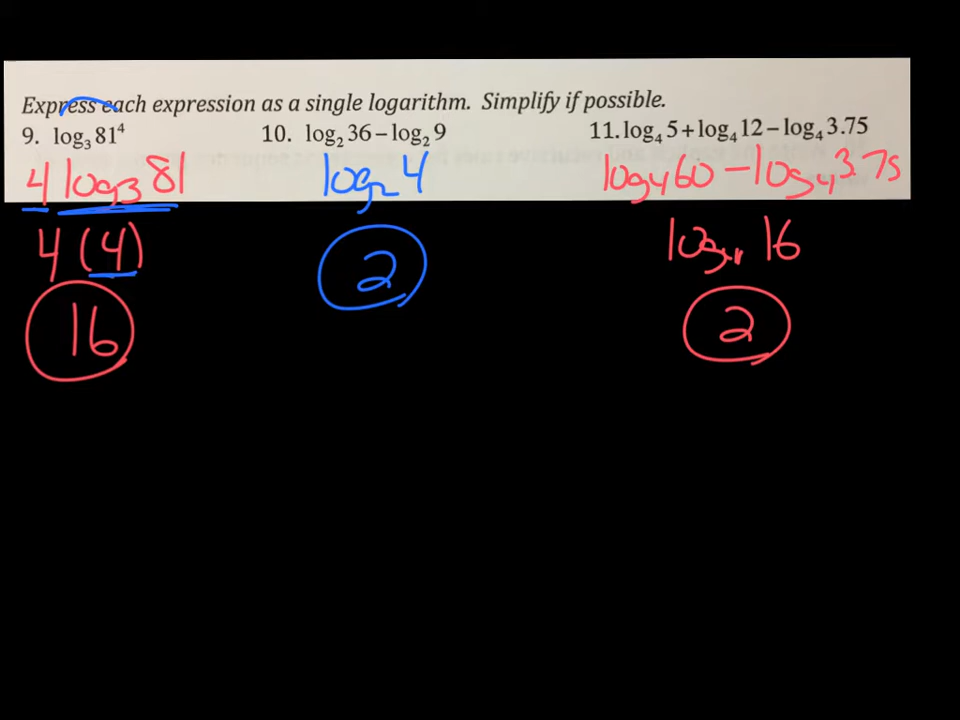 Express each expression as a single logarithm. Simplify if possible.
9. log₃ 81⁴
10. log₂ 36 – log₂ 9
11. log₄ 5 + log₄ 12 – log₄ 3.75
4 log₃ 81
4 (4)
16
log₂ 4
2
log₄ 60 – log₄ 3.75
log₄ 16
2